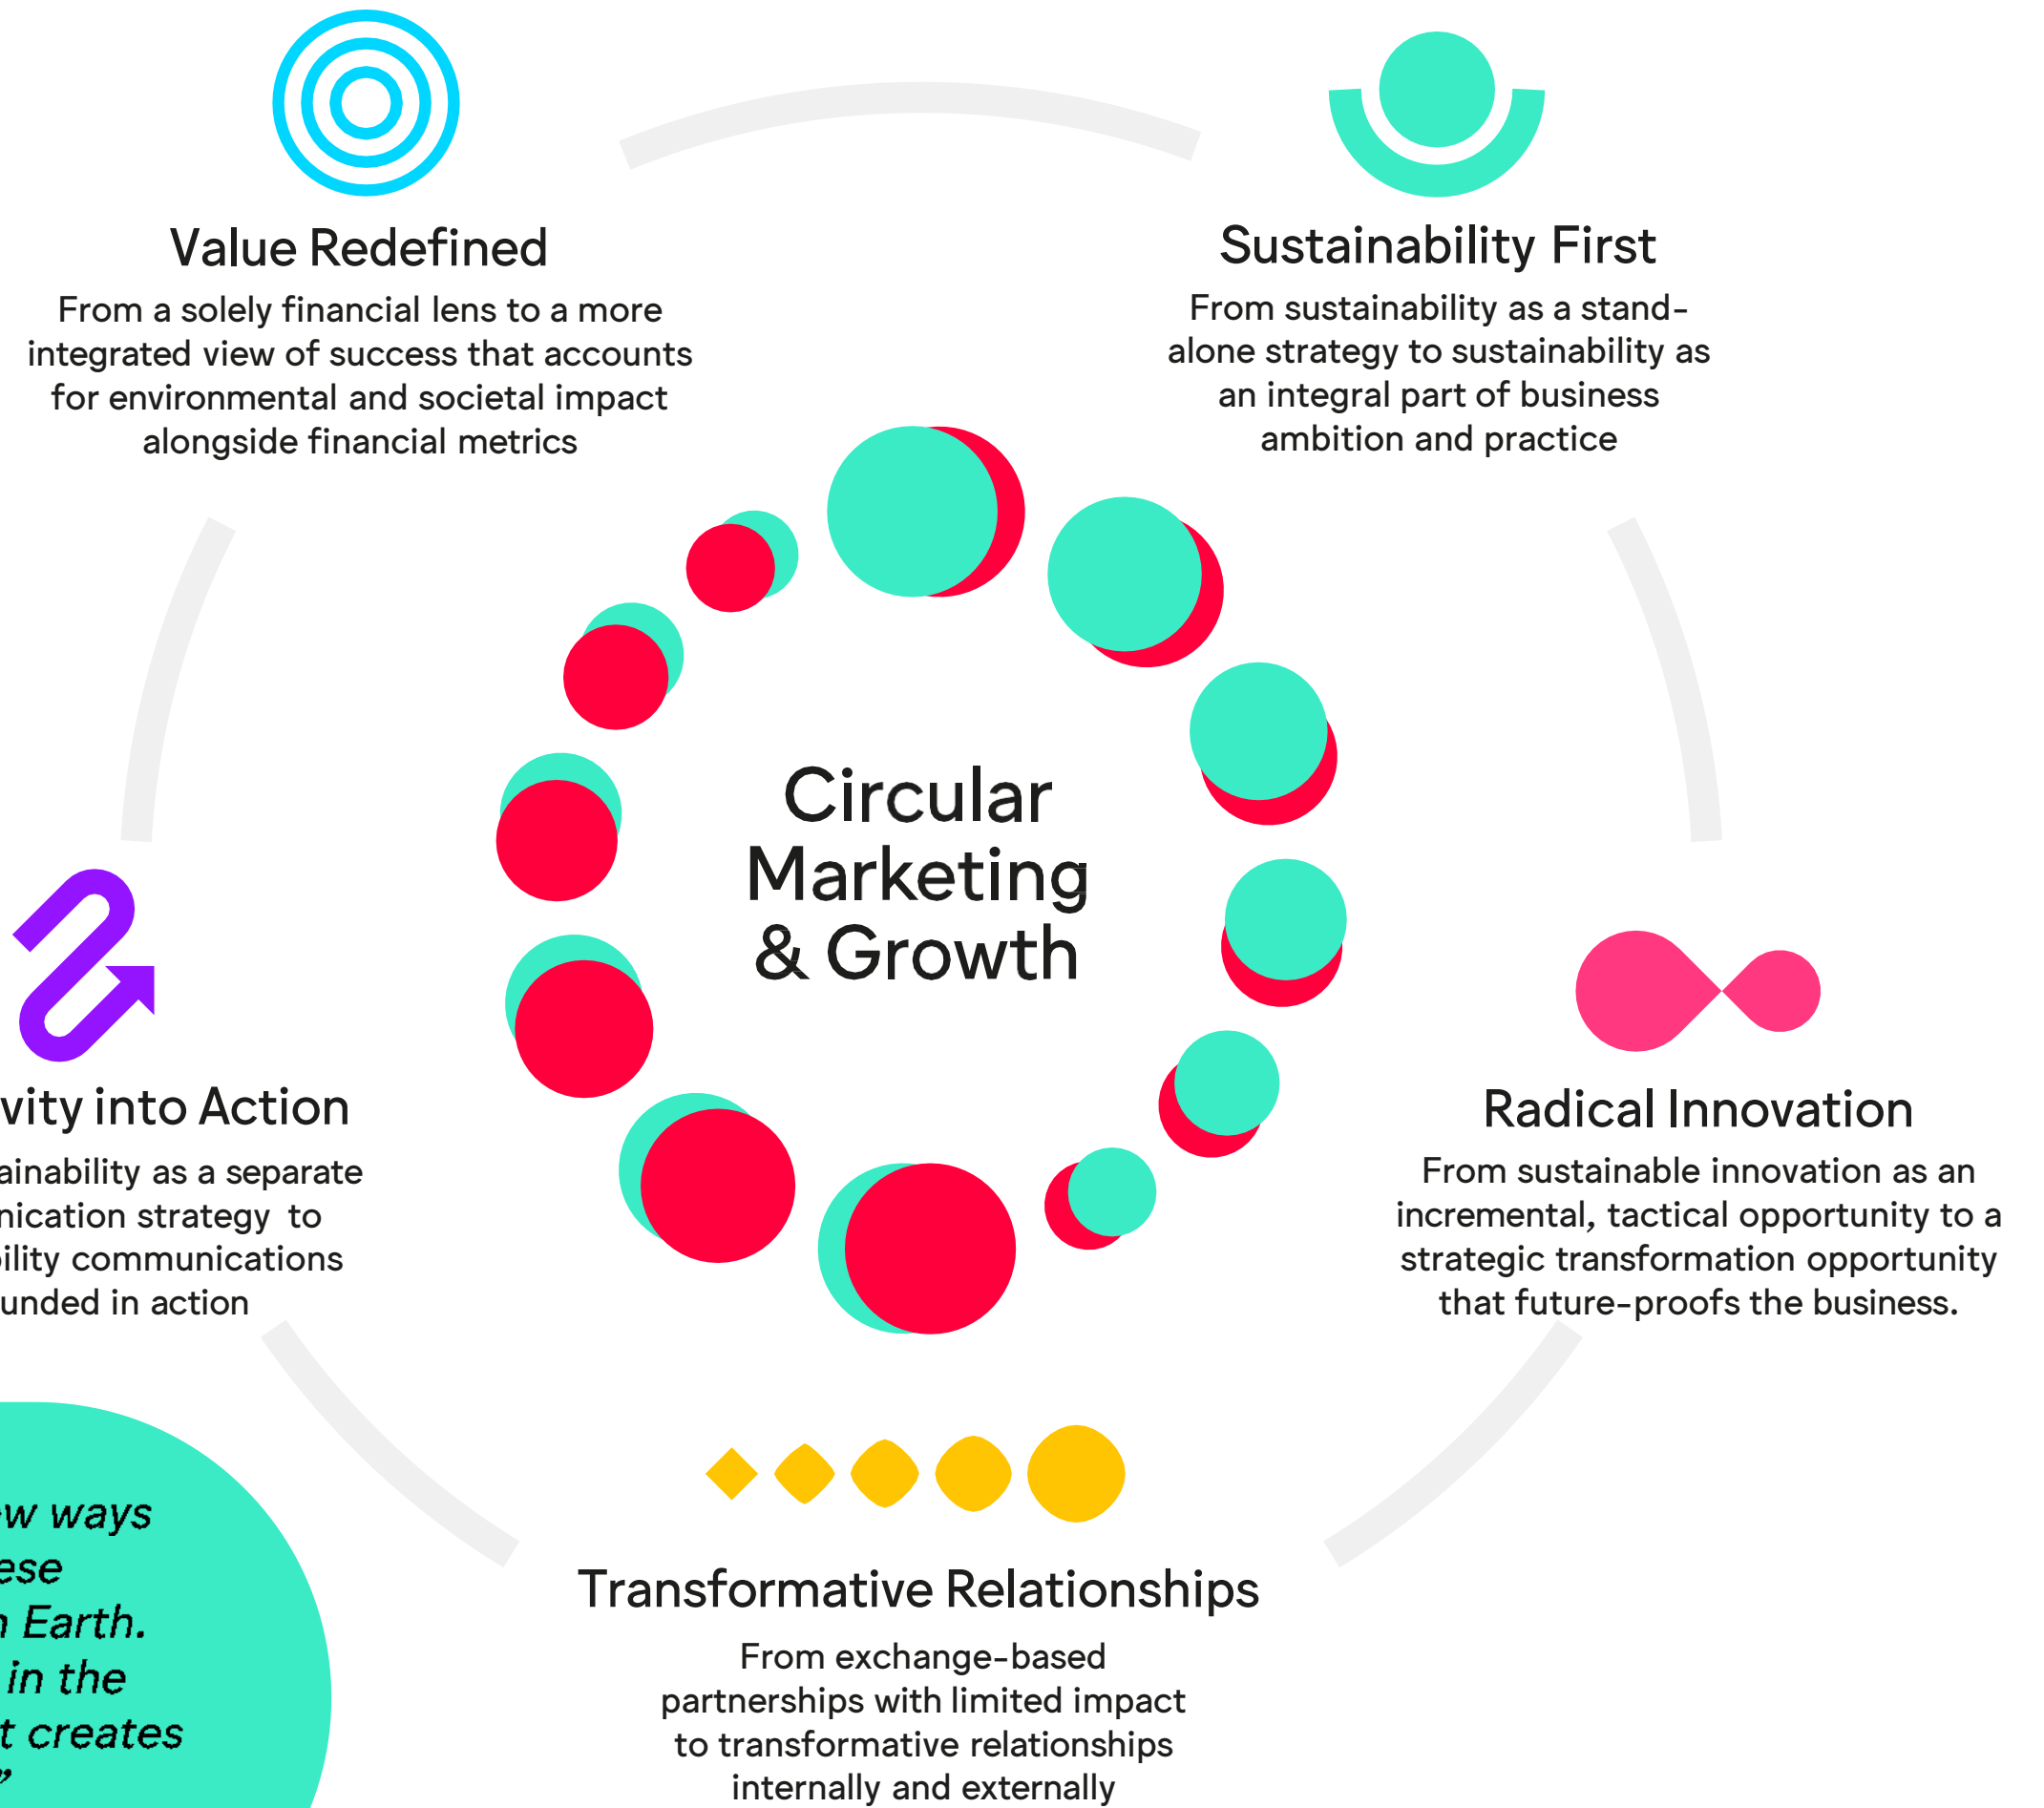 Value Redefined
From a solely financial lens to a more
integrated view of success that accounts
for environmental and societal impact
alongside financial metrics
Sustainability First
From sustainability as a stand-
alone strategy to sustainability as
an integral part of business
ambition and practice
Circular
Marketing
& Growth
vity into Action
ainability as a separate
nication strategy to
ility communications
unded in action
Radical Innovation
From sustainable innovation as an
incremental, tactical opportunity to a
strategic transformation opportunity
that future-proofs the business.
Transformative Relationships
From exchange-based
partnerships with limited impact
to transformative relationships
internally and externally
w ways
ese
n Earth.
in the
t creates
”